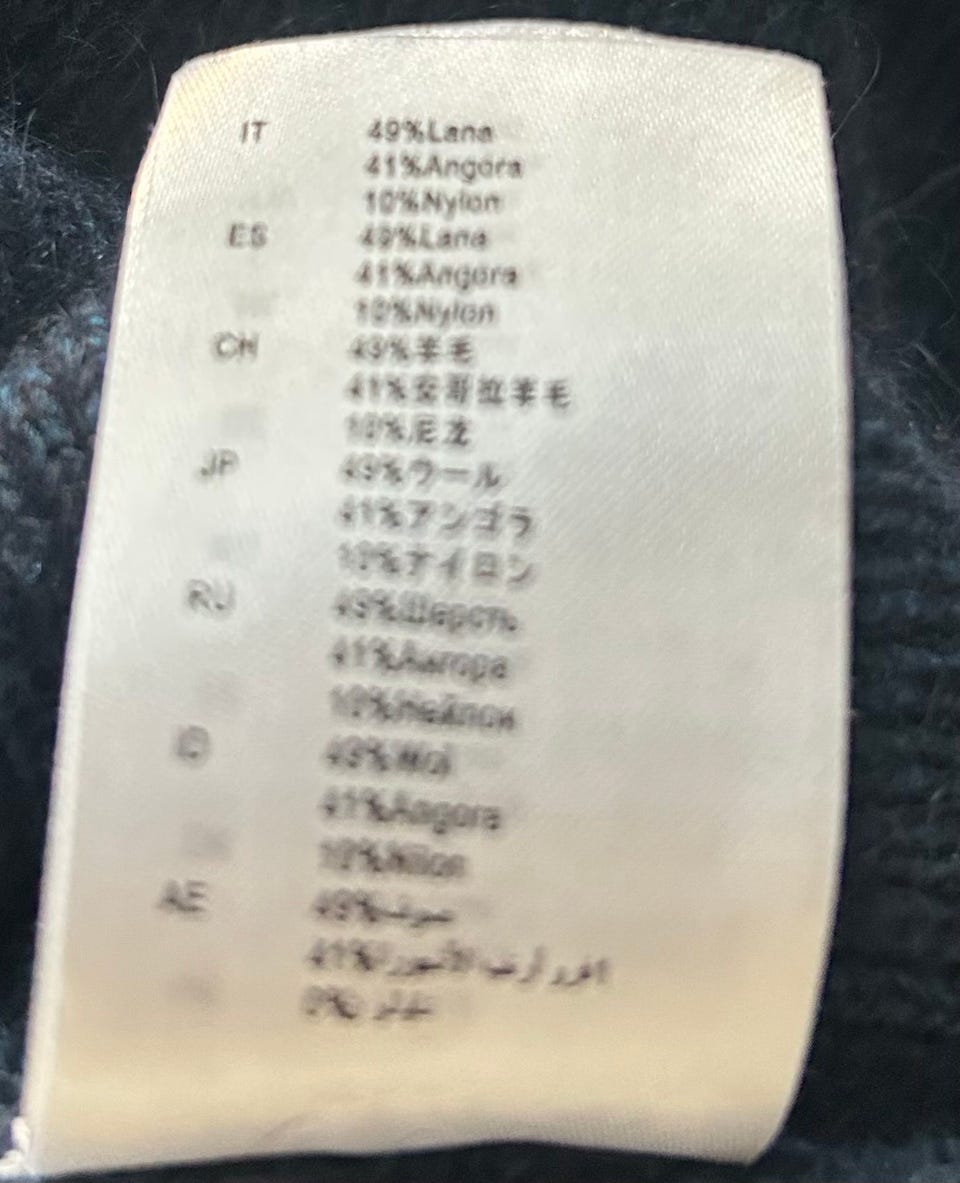 IT 49%Lana
41%Angora
10%Nylon
ES 49%Lana
41%Angora
10%Nylon
CH 49%羊毛
41%安哥拉羊毛
10%尼龙
JP 49%ウール
41%アンゴラ
10%ナイロン
RU 49%Шерсть
41%Ангора
10%Нейлон
ID 49%Wol
41%Angora
10%Nilon
AE 49%صوف
41%